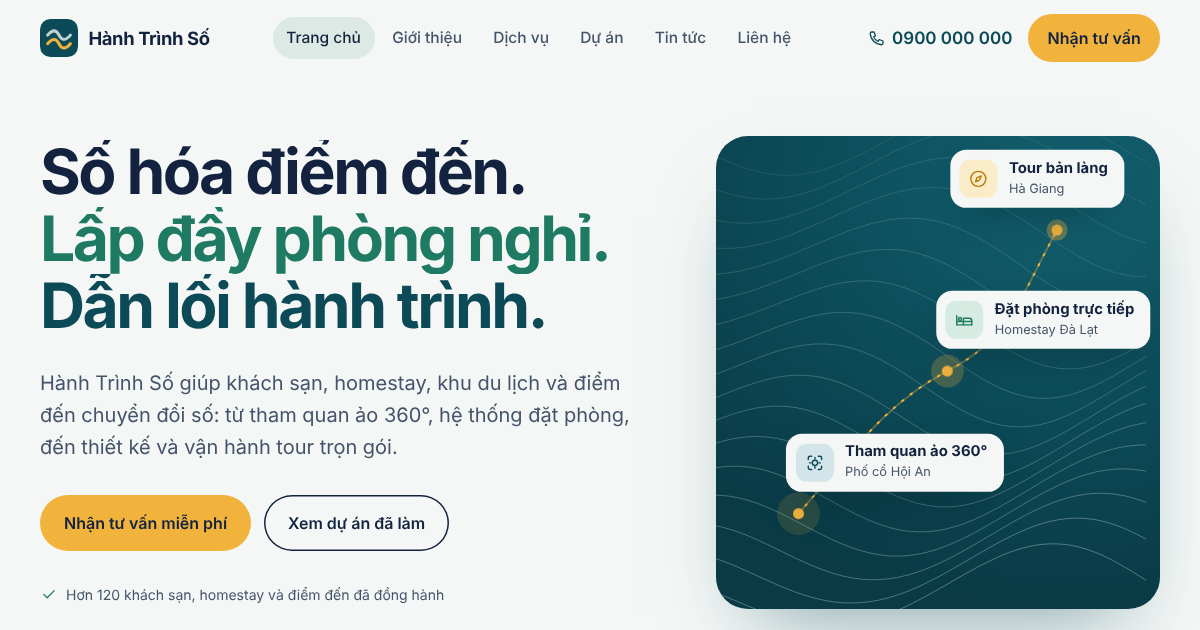 Hành Trình Số
Trang chủ
Giới thiệu
Dịch vụ
Dự án
Tin tức
Liên hệ
0900 000 000
Nhận tư vấn
Số hóa điểm đến.
Lấp đầy phòng nghỉ.
Dẫn lối hành trình.
Hành Trình Số giúp khách sạn, homestay, khu du lịch và điểm
đến chuyển đổi số: từ tham quan ảo 360°, hệ thống đặt phòng,
đến thiết kế và vận hành tour trọn gói.
Nhận tư vấn miễn phí
Xem dự án đã làm
Hơn 120 khách sạn, homestay và điểm đến đã đồng hành
Tour bản làng
Hà Giang
Đặt phòng trực tiếp
Homestay Đà Lạt
Tham quan ảo 360°
Phố cổ Hội An